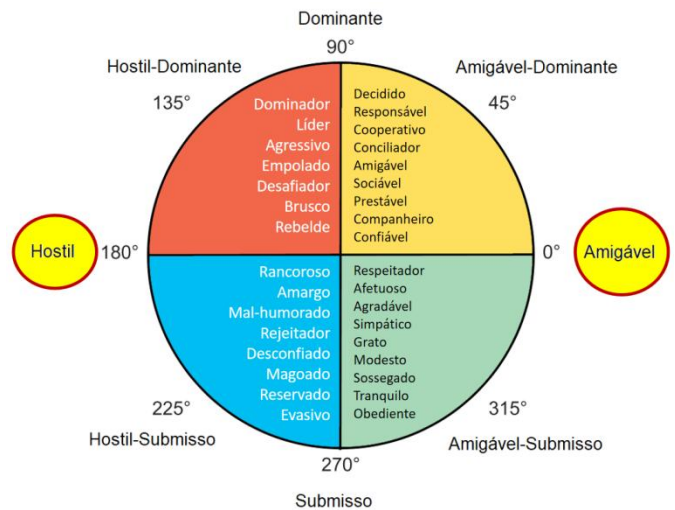 Dominante
90°
Hostil-Dominante
Amigável-Dominante
135°
45°
Dominador
Líder
Agressivo
Empolado
Desafiador
Brusco
Rebelde
Decidido
Responsável
Cooperativo
Conciliador
Amigável
Sociável
Prestável
Companheiro
Confiável
Hostil
180°
0°
Amigável
Rancoroso
Amargo
Mal-humorado
Rejeitador
Desconfiado
Magoado
Reservado
Evasivo
Respeitador
Afetuoso
Agradável
Simpático
Grato
Modesto
Sossegado
Tranquilo
Obediente
225°
315°
Hostil-Submisso
Amigável-Submisso
270°
Submisso